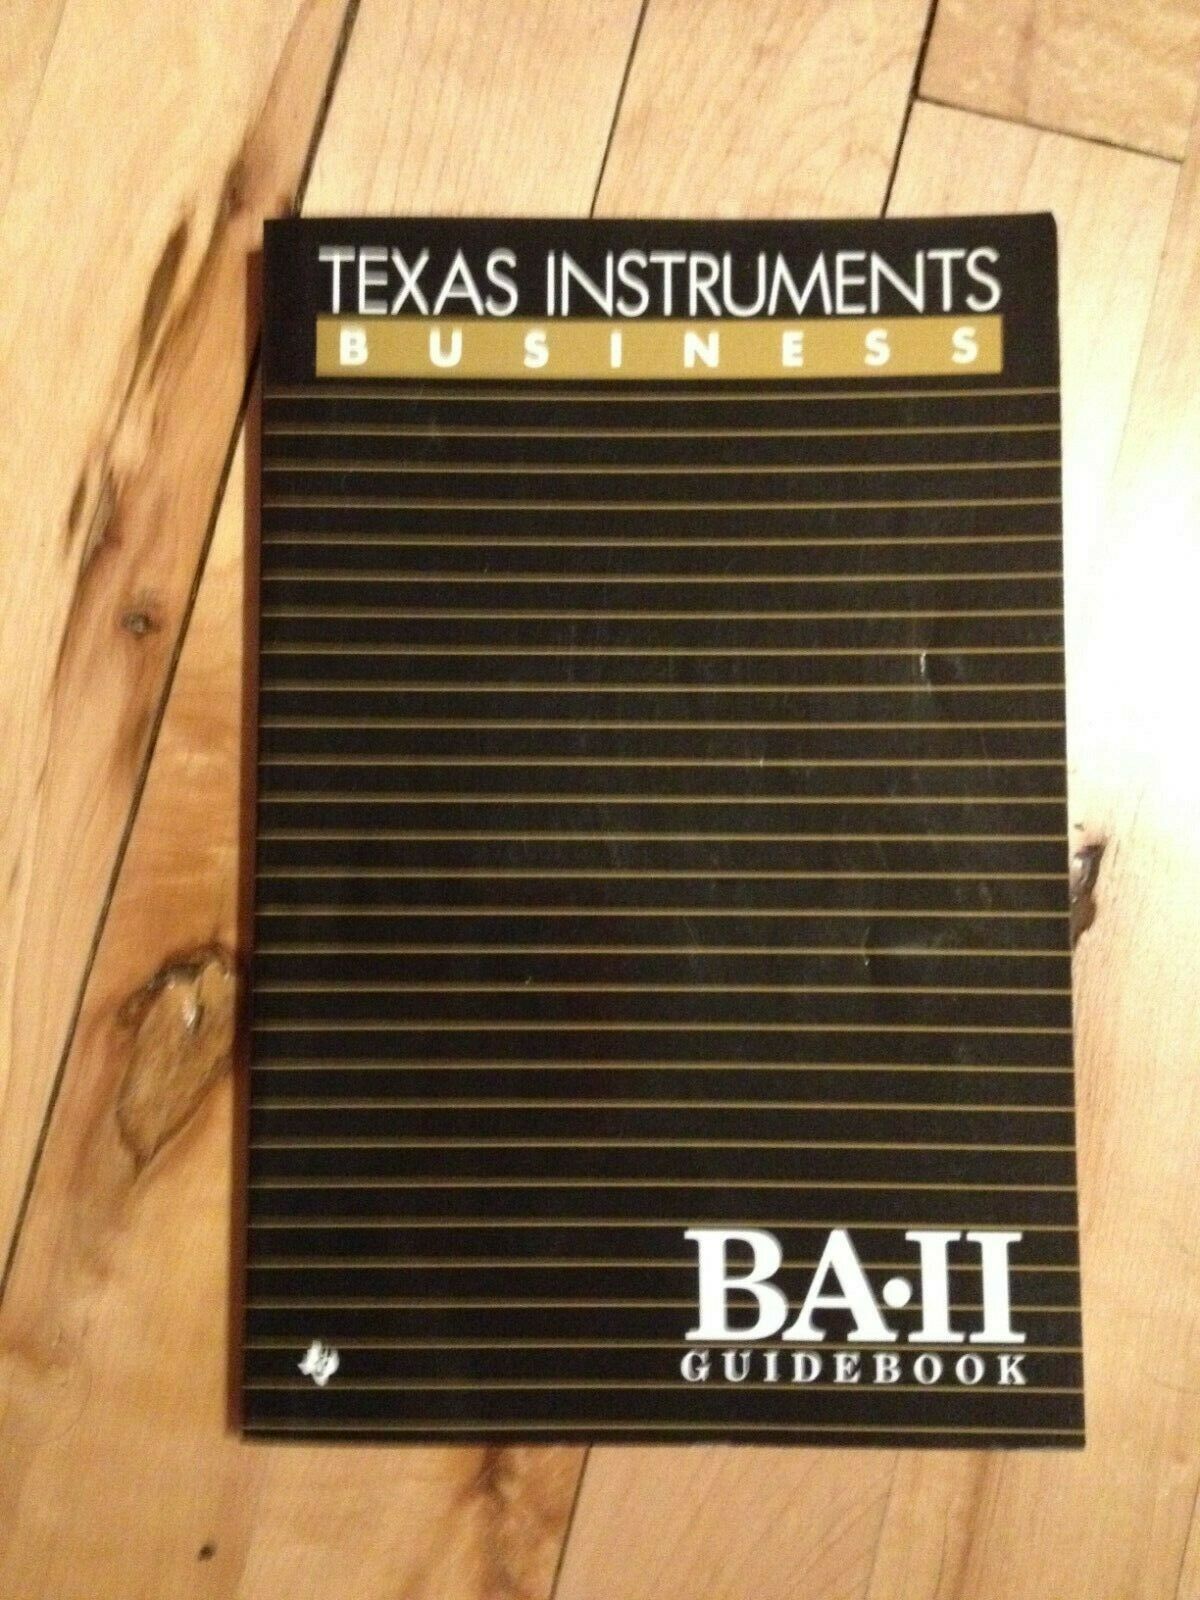 TEXAS INSTRUMENTS
BUSINESS
BA·II
GUIDEBOOK